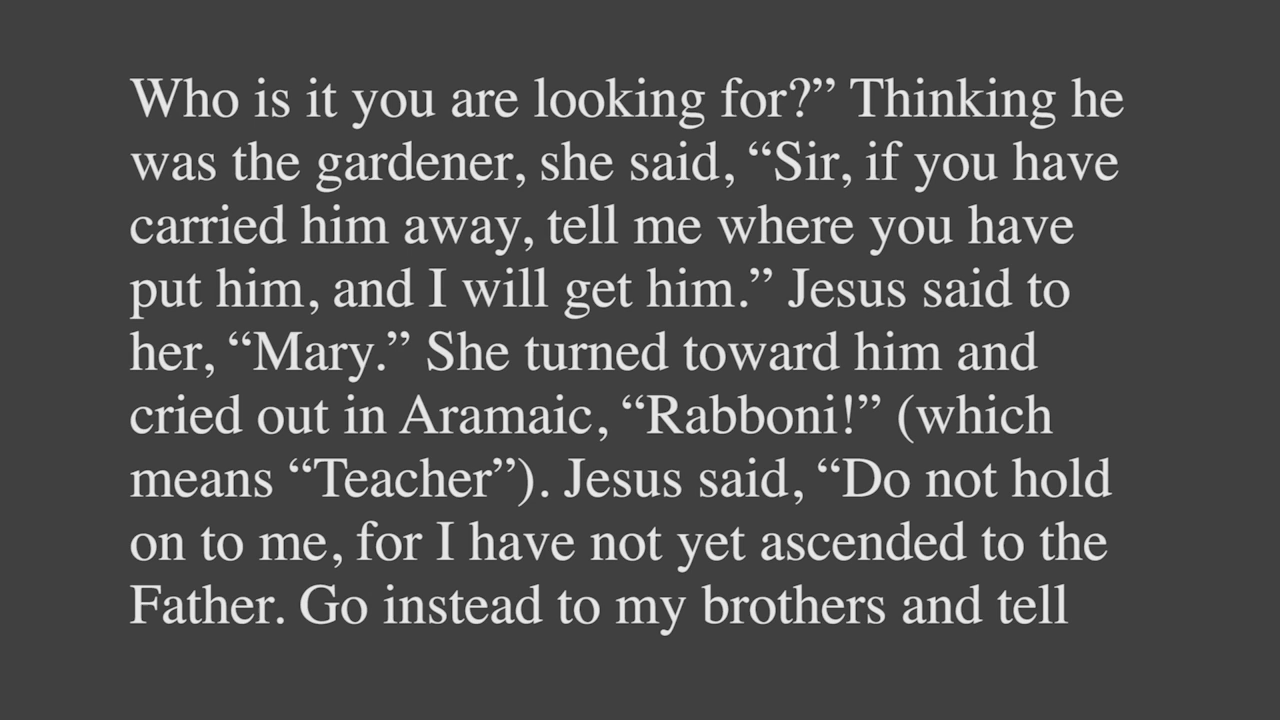 Who is it you are looking for?” Thinking he
was the gardener, she said, “Sir, if you have
carried him away, tell me where you have
put him, and I will get him.” Jesus said to
her, “Mary.” She turned toward him and
cried out in Aramaic, “Rabboni!” (which
means “Teacher”). Jesus said, “Do not hold
on to me, for I have not yet ascended to the
Father. Go instead to my brothers and tell